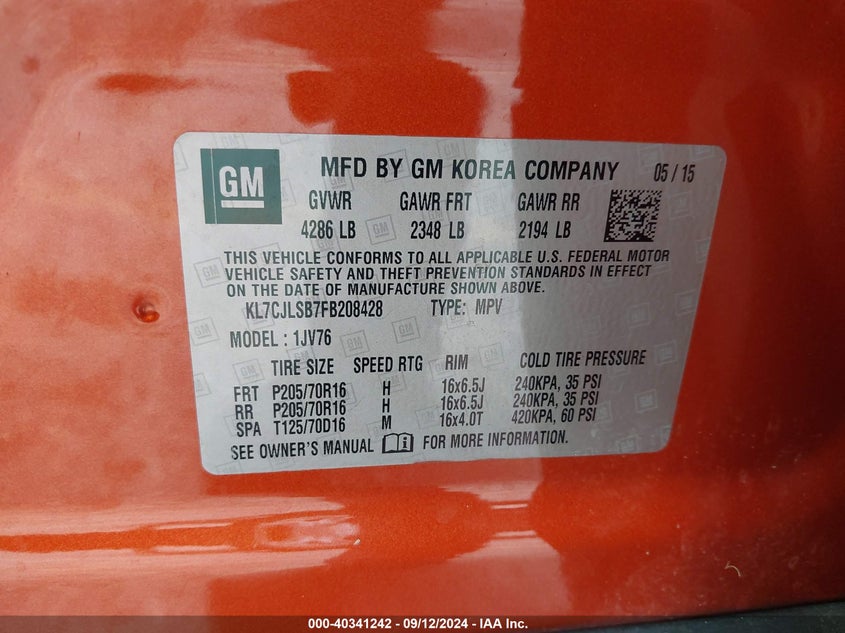 GM
MFD BY GM KOREA COMPANY 05 / 15
GVWR GAWR FRT GAWR RR
4286 LB 2348 LB 2194 LB
THIS VEHICLE CONFORMS TO ALL APPLICABLE U.S. FEDERAL MOTOR
VEHICLE SAFETY AND THEFT PREVENTION STANDARDS IN EFFECT
ON THE DATE OF MANUFACTURE SHOWN ABOVE.
KL7CJLSB7FB208428 TYPE: MPV
MODEL : 1JV76
TIRE SIZE SPEED RTG RIM COLD TIRE PRESSURE
FRT P205/70R16 H 16x6.5J 240KPA, 35 PSI
RR P205/70R16 H 16x6.5J 240KPA, 35 PSI
SPA T125/70D16 M 16x4.0T 420KPA, 60 PSI
SEE OWNER'S MANUAL FOR MORE INFORMATION.
000-40341242 - 09/12/2024 - IAA Inc.